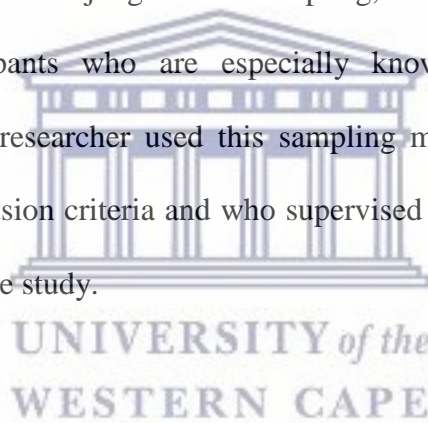 pants who are especially know
researcher used this sampling m
sion criteria and who supervised
e study.
UNIVERSITY of the
WESTERN CAPE